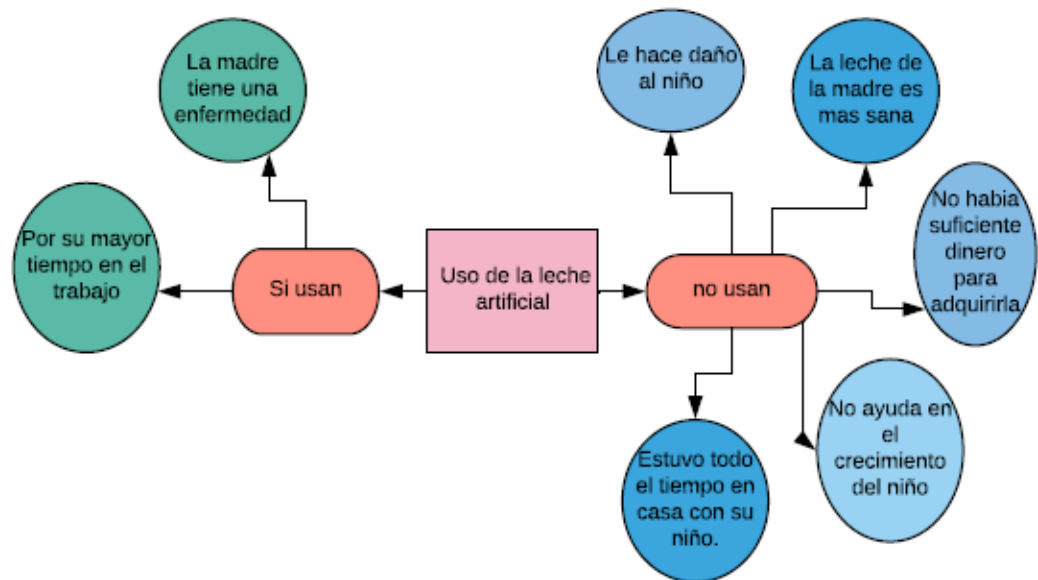 La madre
tiene una
enfermedad
Por su mayor
tiempo en el
trabajo
Si usan
Uso de la leche
artificial
no usan
Le hace daño
al niño
La leche de
la madre es
mas sana
No habia
suficiente
dinero
para
adquirirla
No ayuda en
el
crecimiento
del niño
Estuvo todo
el tiempo en
casa con su
niño.